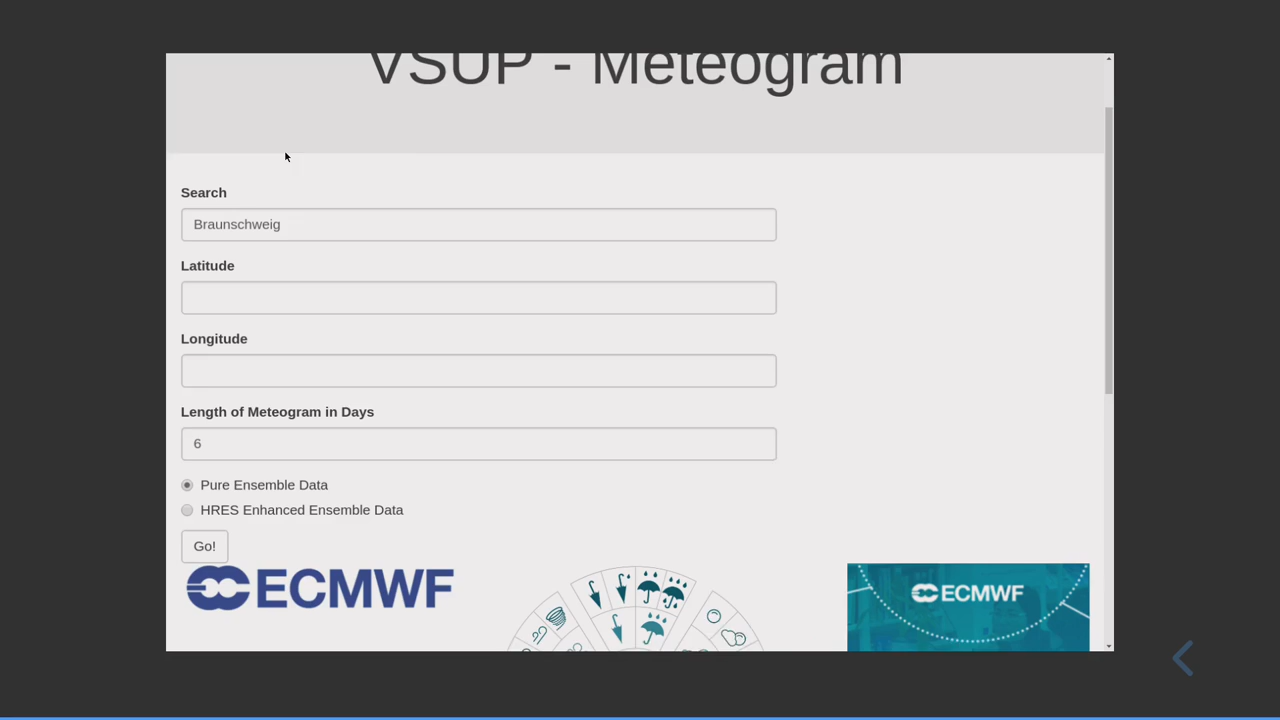 VSUP - Meteogram
Search
Braunschweig
Latitude
Longitude
Length of Meteogram in Days
6
Pure Ensemble Data
HRES Enhanced Ensemble Data
Go!
ECMWF
ECMWF